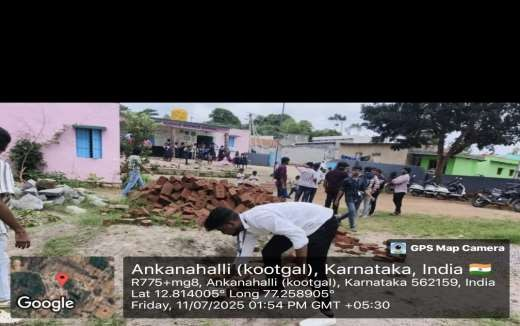 GPS Map Camera
Ankanahalli (kootgal), Karnataka, India 🇮🇳
R775+mg8, Ankanahalli (kootgal), Karnataka 562159, India
Lat 12.814005° Long 77.258905°
Friday, 11/07/2025 01:54 PM GMT +05:30
Google